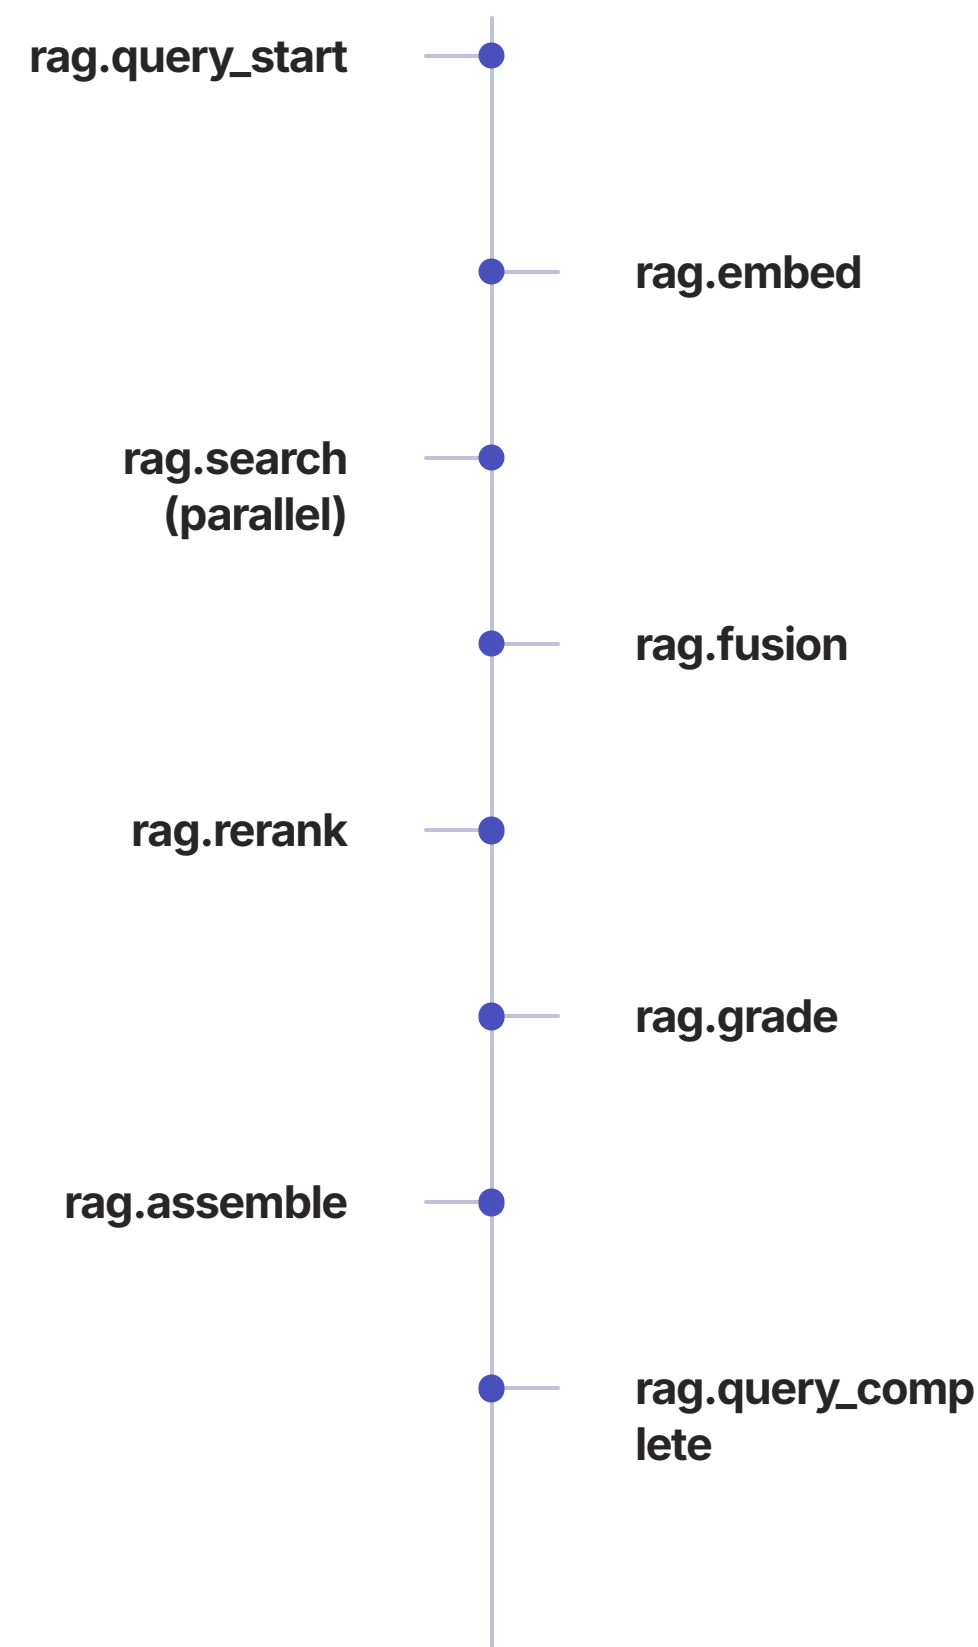 rag.query_start
rag.embed
rag.search
(parallel)
rag.fusion
rag.rerank
rag.grade
rag.assemble
rag.query_comp
lete